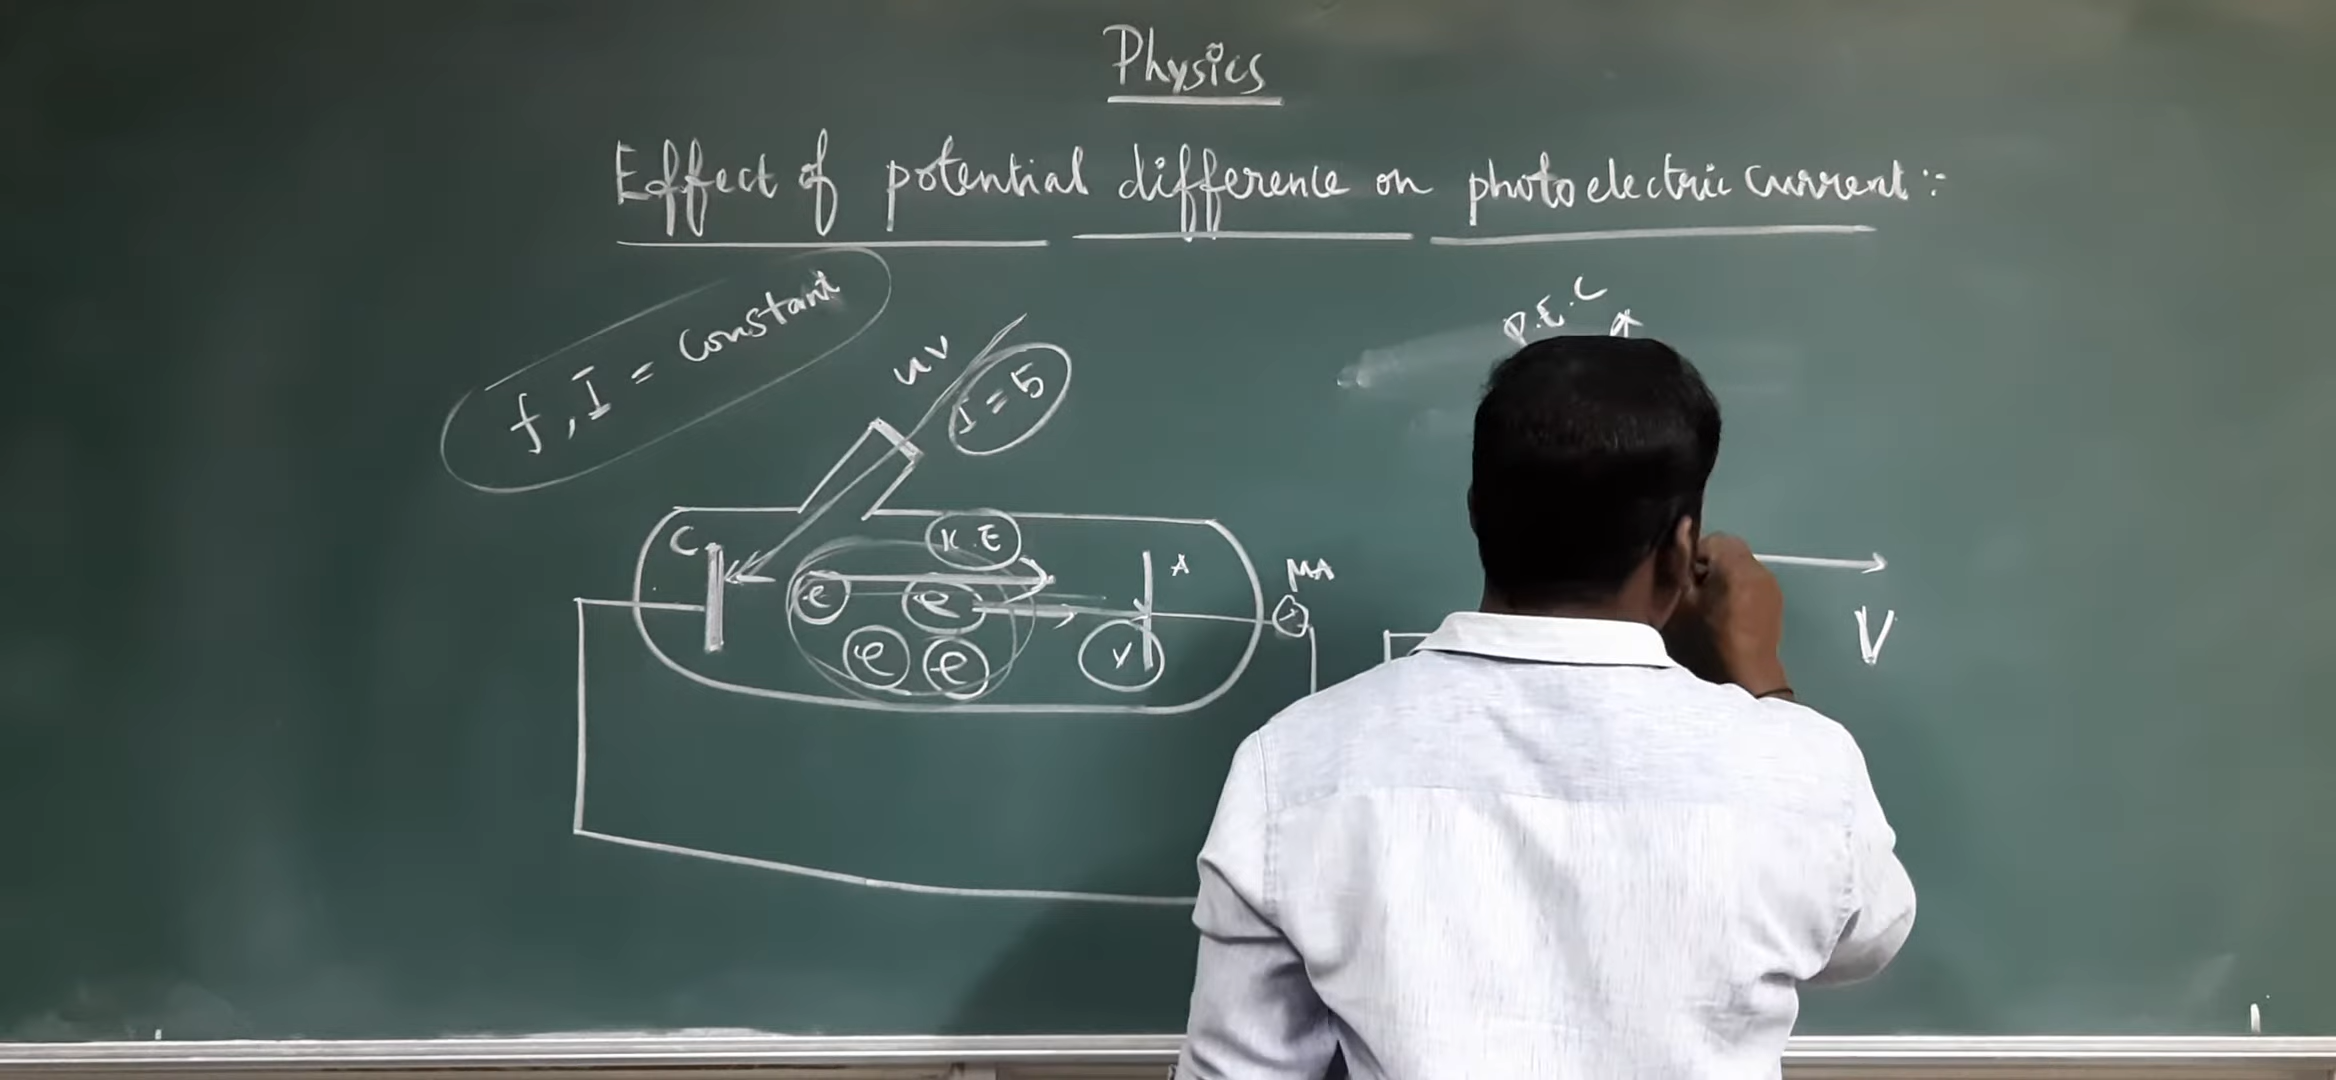 Physics
Effect of potential difference on photoelectric current :-
f, I = Constant
UV
I = 5
P.E.C
C
K.E
A
μA
e
e
e
e
V
V